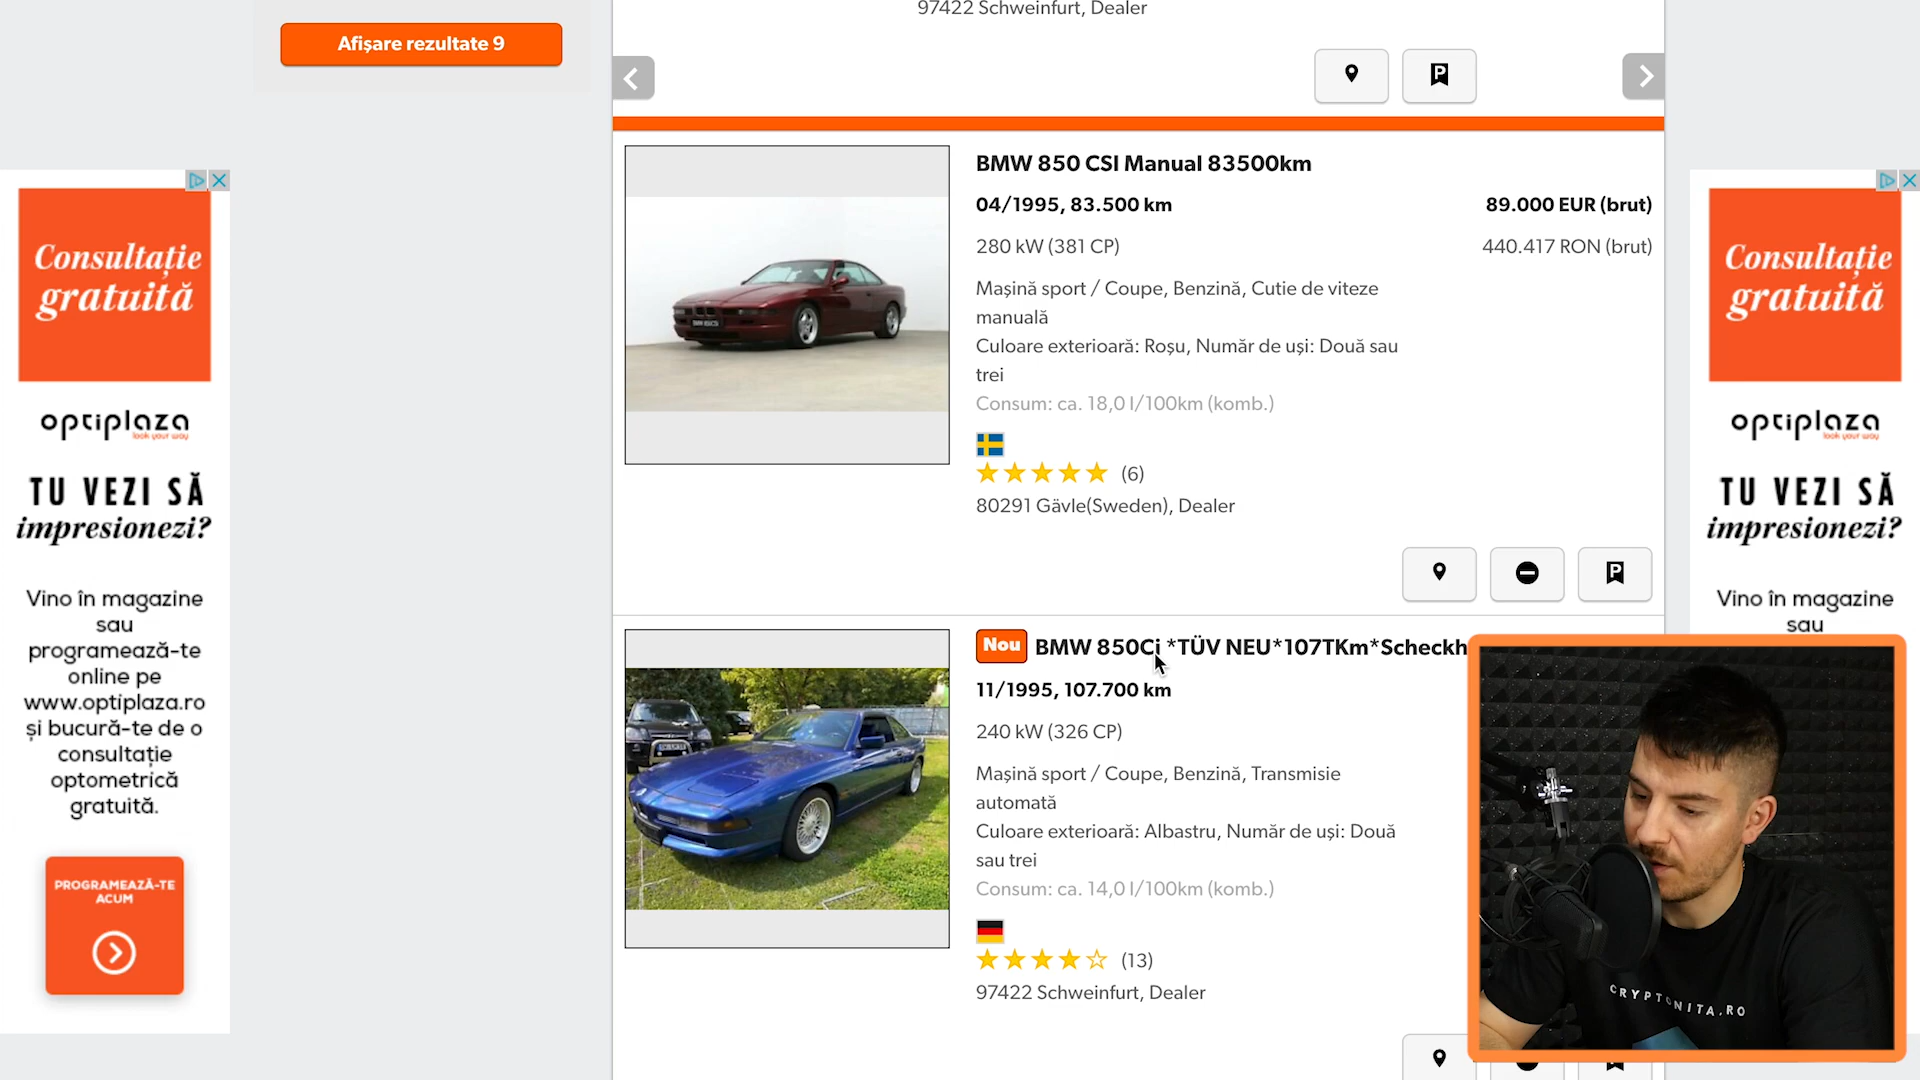 97422 Schweinfurt, Dealer
Afișare rezultate 9
BMW 850 CSI Manual 83500km
04/1995, 83.500 km
89.000 EUR (brut)
280 kW (381 CP)
440.417 RON (brut)
Mașină sport / Coupe, Benzină, Cutie de viteze
manuală
Culoare exterioară: Roșu, Număr de uși: Două sau
trei
Consum: ca. 18,0 l/100km (komb.)
(6)
80291 Gävle(Sweden), Dealer
Nou BMW 850Ci *TÜV NEU*107TKm*Scheckh
11/1995, 107.700 km
240 kW (326 CP)
Mașină sport / Coupe, Benzină, Transmisie
automată
Culoare exterioară: Albastru, Număr de uși: Două
sau trei
Consum: ca. 14,0 l/100km (komb.)
(13)
97422 Schweinfurt, Dealer
Consultație
gratuită
optiplaza
look your way
TU VEZI SĂ
impresionezi?
Vino în magazine
sau
programează-te
online pe
www.optiplaza.ro
și bucură-te de o
consultație
optometrică
gratuită.
PROGRAMEAZĂ-TE
ACUM
Consultație
gratuită
optiplaza
look your way
TU VEZI SĂ
impresionezi?
Vino în magazine
sau
CRYPTONITA.RO